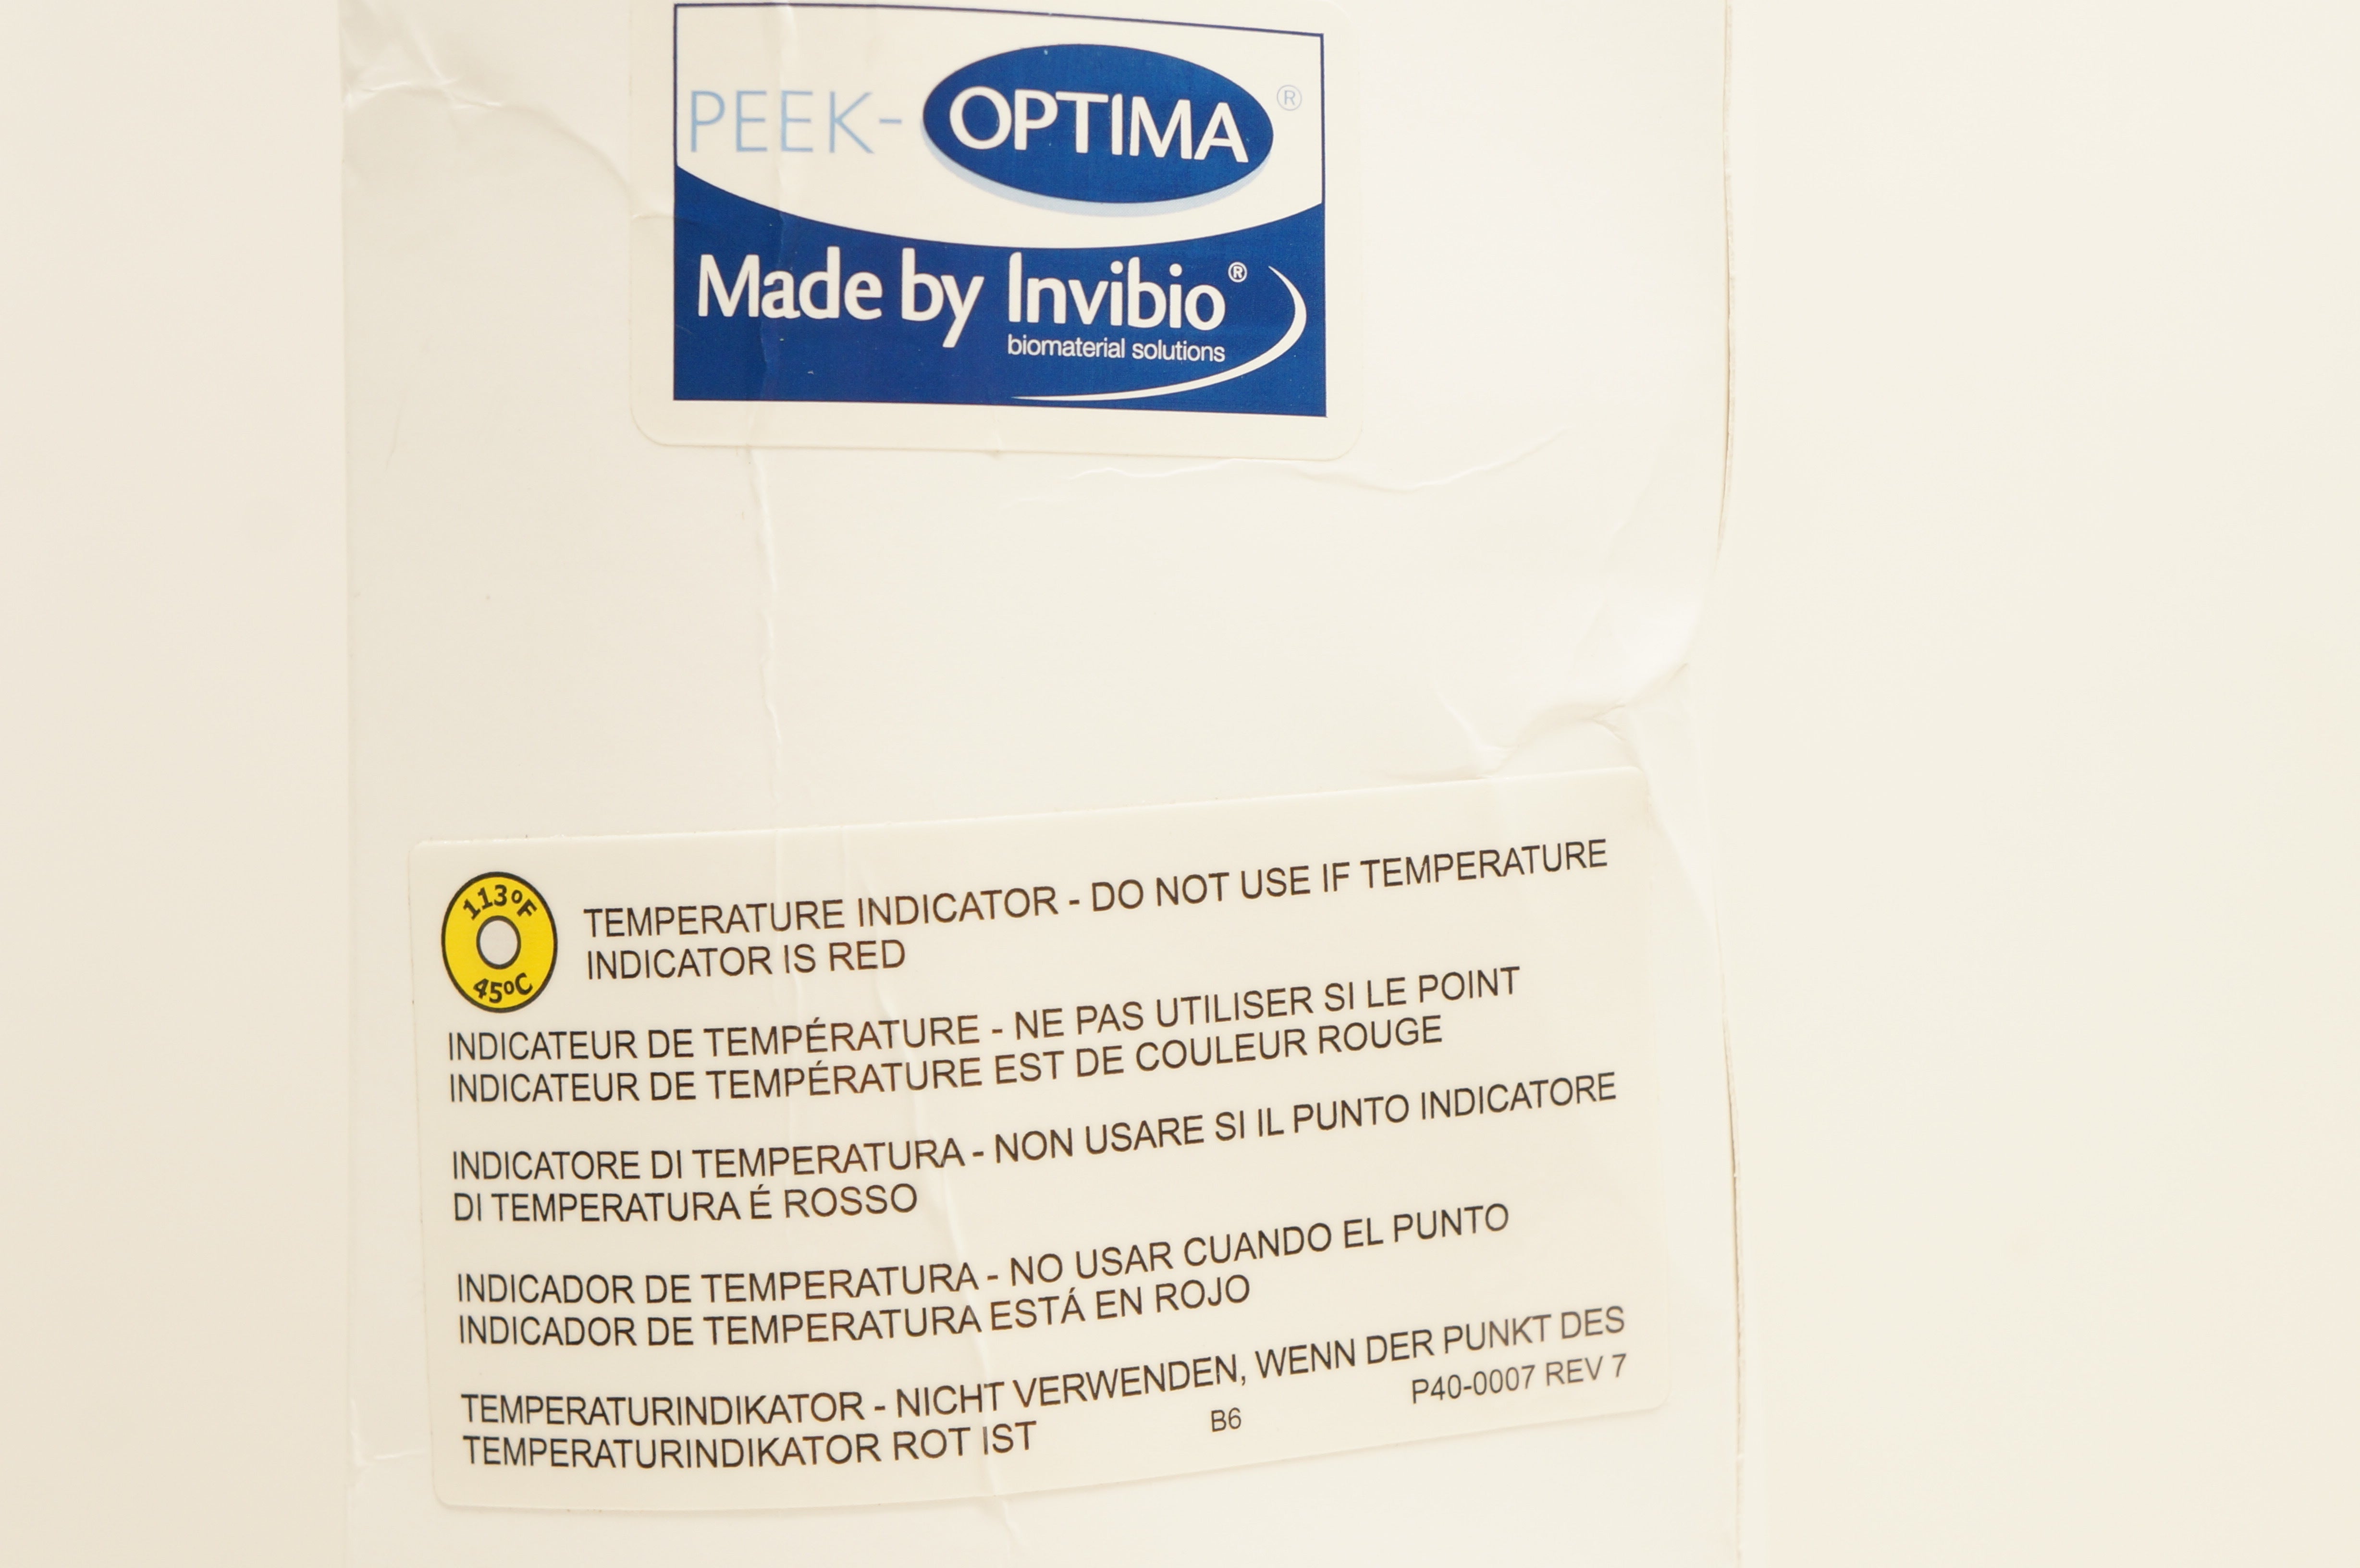 PEEK-OPTIMA®
Made by Invibio®
biomaterial solutions
113ºF
45ºC
TEMPERATURE INDICATOR - DO NOT USE IF TEMPERATURE
INDICATOR IS RED
INDICATEUR DE TEMPÉRATURE - NE PAS UTILISER SI LE POINT
INDICATEUR DE TEMPÉRATURE EST DE COULEUR ROUGE
INDICATORE DI TEMPERATURA - NON USARE SI IL PUNTO INDICATORE
DI TEMPERATURA É ROSSO
INDICADOR DE TEMPERATURA - NO USAR CUANDO EL PUNTO
INDICADOR DE TEMPERATURA ESTÁ EN ROJO
TEMPERATURINDIKATOR - NICHT VERWENDEN, WENN DER PUNKT DES
TEMPERATURINDIKATOR ROT IST
B6
P40-0007 REV 7